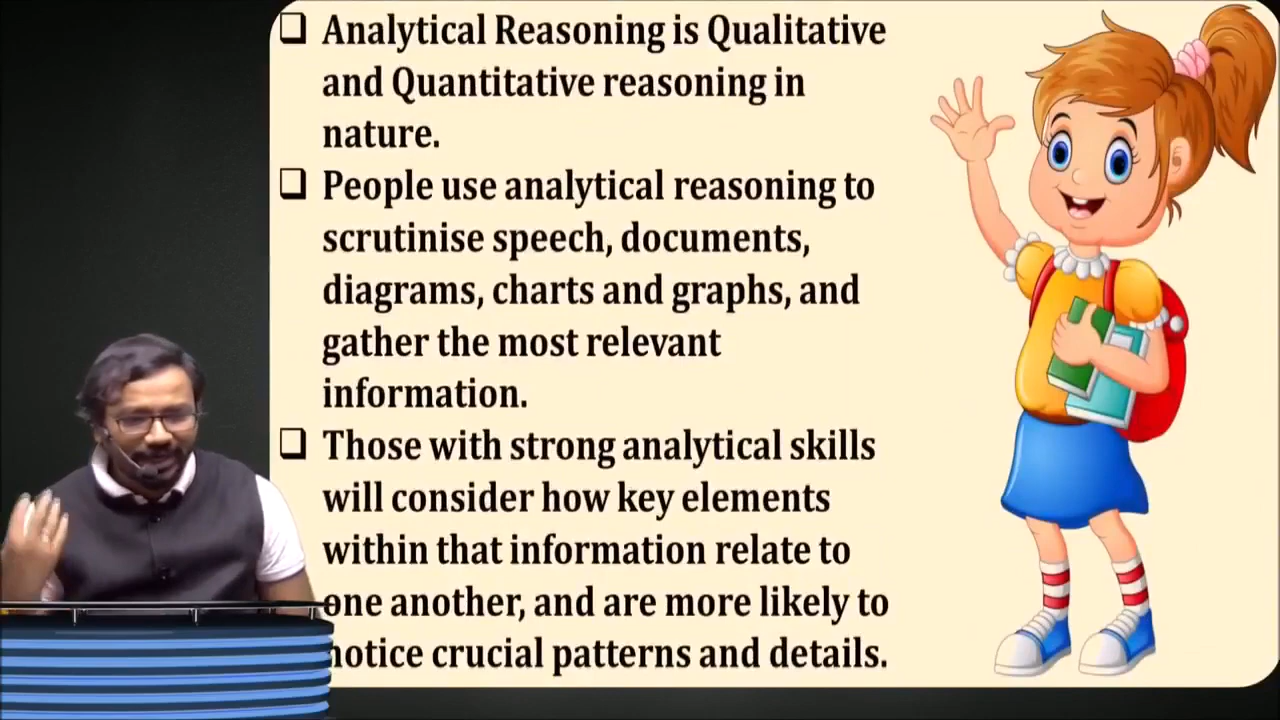 ❑ Analytical Reasoning is Qualitative
and Quantitative reasoning in
nature.
❑ People use analytical reasoning to
scrutinise speech, documents,
diagrams, charts and graphs, and
gather the most relevant
information.
❑ Those with strong analytical skills
will consider how key elements
within that information relate to
one another, and are more likely to
notice crucial patterns and details.